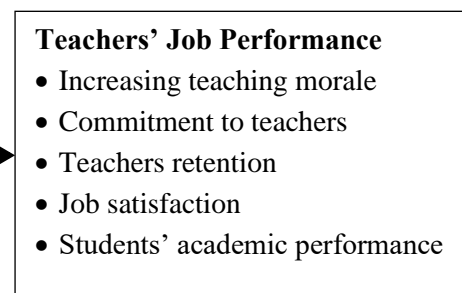 Teachers’ Job Performance
• Increasing teaching morale
• Commitment to teachers
• Teachers retention
• Job satisfaction
• Students’ academic performance